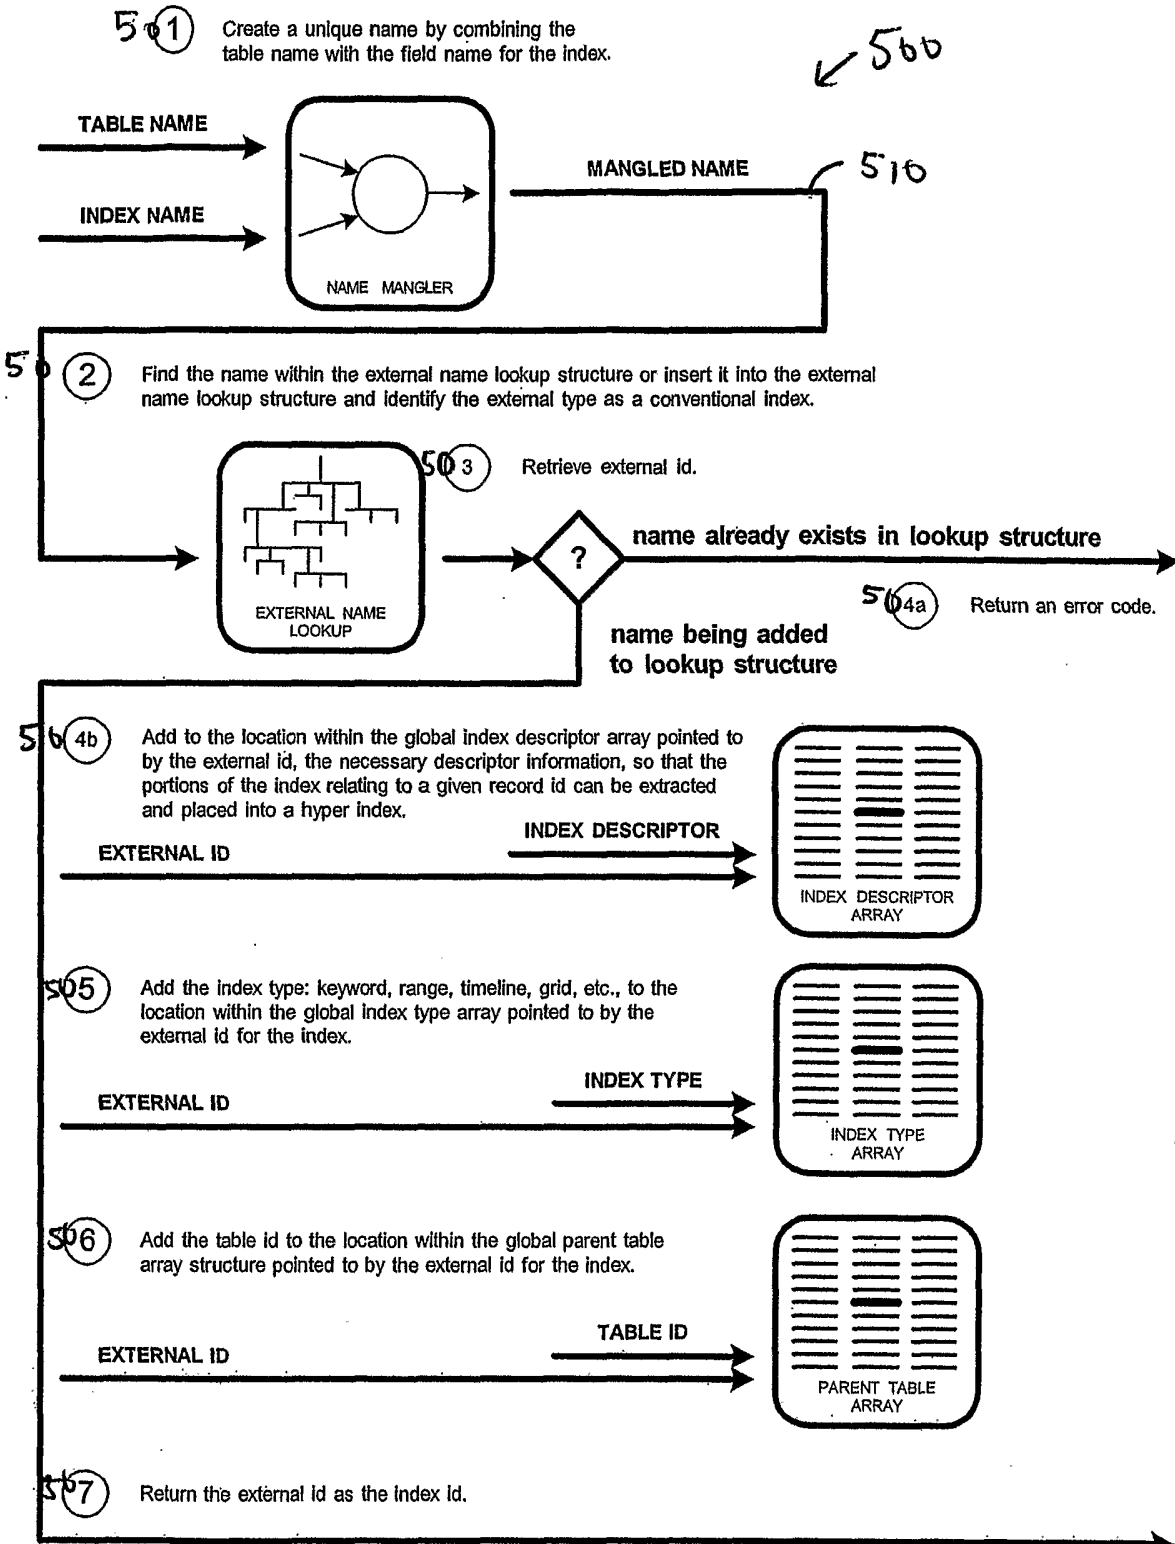 501 Create a unique name by combining the
table name with the field name for the index.
500
TABLE NAME
MANGLED NAME
510
INDEX NAME
NAME MANGLER
502 Find the name within the external name lookup structure or insert it into the external
name lookup structure and identify the external type as a conventional index.
503 Retrieve external id.
name already exists in lookup structure
?
EXTERNAL NAME
LOOKUP
504a Return an error code.
name being added
to lookup structure
504b Add to the location within the global index descriptor array pointed to
by the external id, the necessary descriptor information, so that the
portions of the index relating to a given record id can be extracted
and placed into a hyper index.
INDEX DESCRIPTOR
EXTERNAL ID
INDEX DESCRIPTOR
ARRAY
505 Add the index type: keyword, range, timeline, grid, etc., to the
location within the global index type array pointed to by the
external id for the index.
INDEX TYPE
EXTERNAL ID
INDEX TYPE
ARRAY
506 Add the table id to the location within the global parent table
array structure pointed to by the external id for the index.
TABLE ID
EXTERNAL ID
PARENT TABLE
ARRAY
507 Return the external id as the index id.